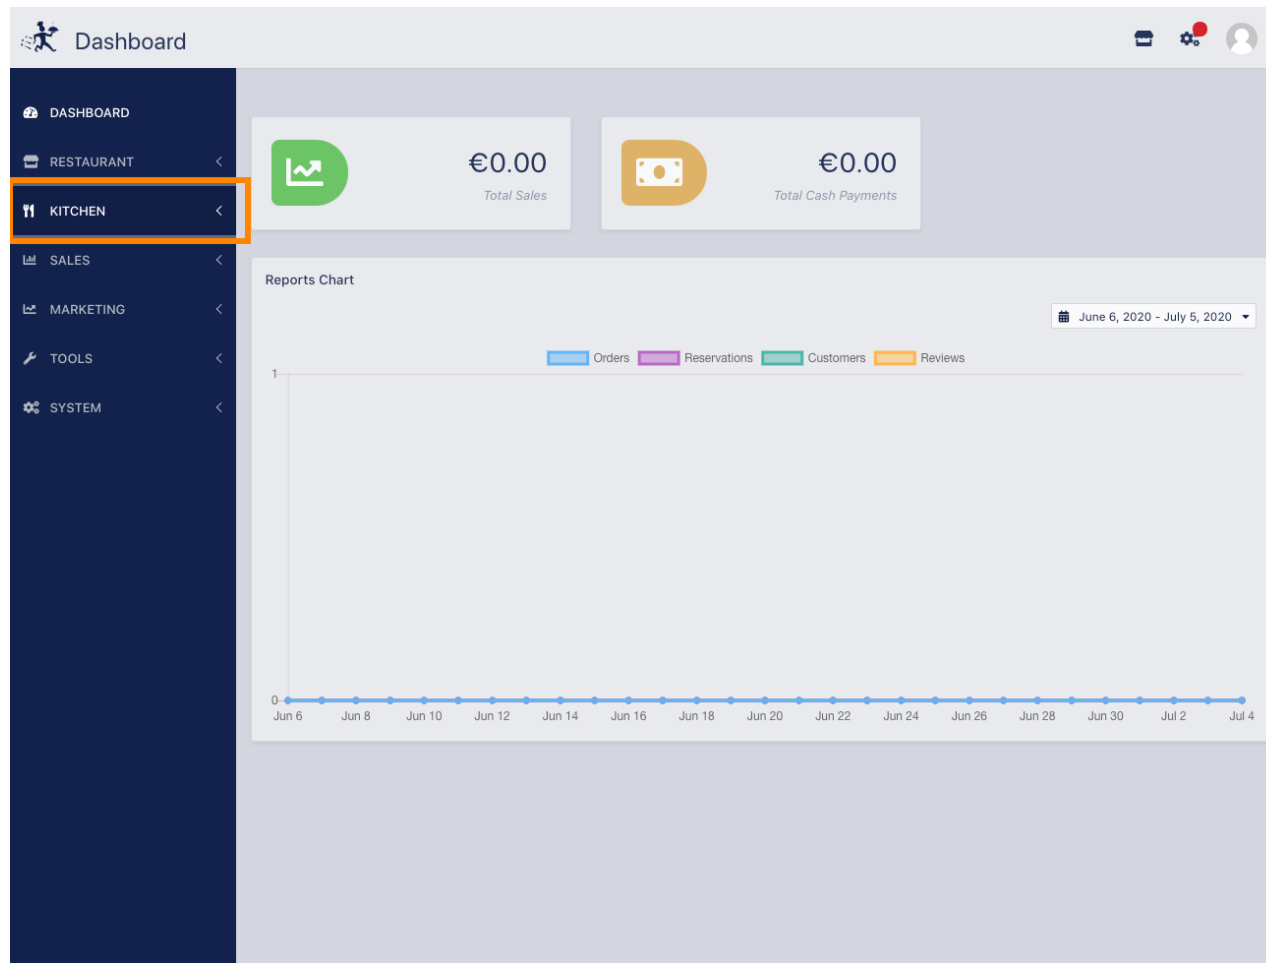 Dashboard
DASHBOARD
RESTAURANT
KITCHEN
SALES
MARKETING
TOOLS
SYSTEM
€0.00
Total Sales
€0.00
Total Cash Payments
Reports Chart
June 6, 2020 - July 5, 2020
Orders Reservations Customers Reviews
1
0
Jun 6 Jun 8 Jun 10 Jun 12 Jun 14 Jun 16 Jun 18 Jun 20 Jun 22 Jun 24 Jun 26 Jun 28 Jun 30 Jul 2 Jul 4